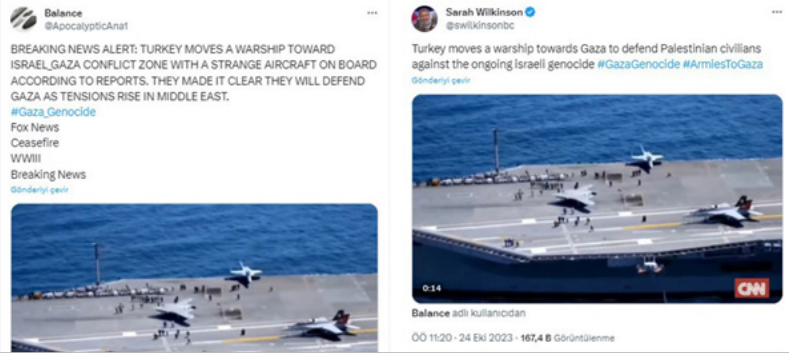 Balance
@ApocalypticAna1
BREAKING NEWS ALERT: TURKEY MOVES A WARSHIP TOWARD
ISRAEL_GAZA CONFLICT ZONE WITH A STRANGE AIRCRAFT ON BOARD
ACCORDING TO REPORTS. THEY MADE IT CLEAR THEY WILL DEFEND
GAZA AS TENSIONS RISE IN MIDDLE EAST.
#Gaza_Genocide
Fox News
Ceasefire
WWIII
Breaking News
Gönderiyi çevir
Sarah Wilkinson
@swilkinsonbc
Turkey moves a warship towards Gaza to defend Palestinian civilians
against the ongoing israeli genocide #GazaGenocide #ArmiesToGaza
Gönderiyi çevir
0:14
CNN
Balance adlı kullanıcıdan
ÖÖ 11:20 · 24 Eki 2023 · 167,4 B Görüntülenme